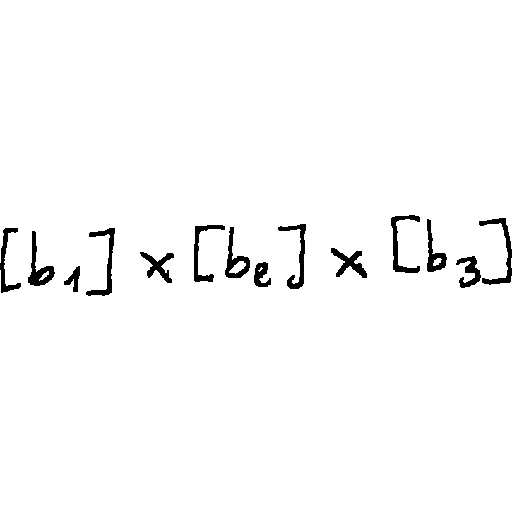 [b₁] × [bₑ] × [b₃]